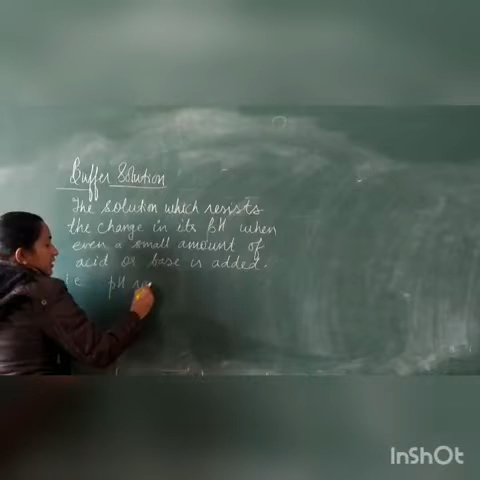 Buffer Solution
The solution which resists
the change in its pH when
even a small amount of
acid or base is added.
i.e pH
InShOt